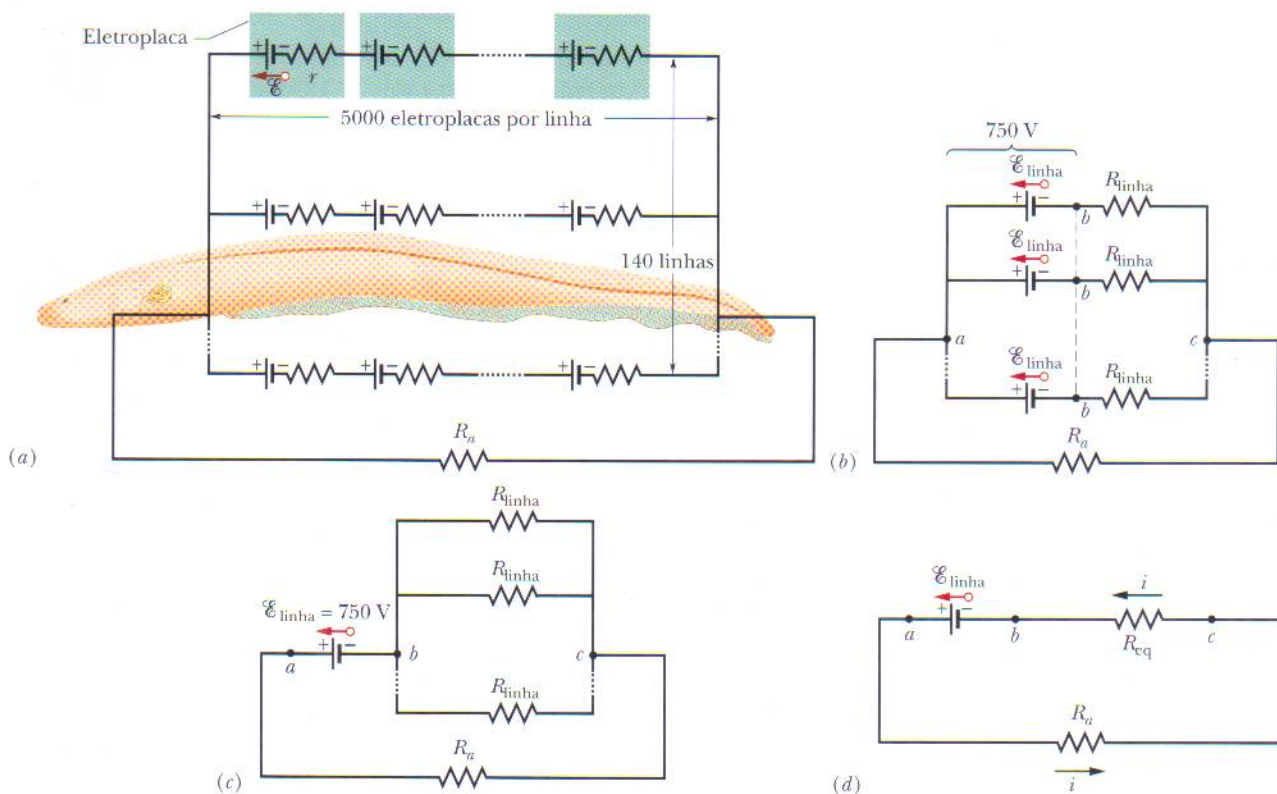 Eletroplaca
+ − + − + −
ℰ r
5000 eletroplacas por linha
+ − + − + −
140 linhas
+ − + − + −
R_a
(a)
750 V
ℰ_linha R_linha
+ − b
ℰ_linha R_linha
+ − b
a c
ℰ_linha R_linha
+ − b
R_a
(b)
R_linha
R_linha
ℰ_linha = 750 V
+ −
a b c
R_linha
R_a
(c)
ℰ_linha i
+ −
a b R_eq c
R_a
i
(d)